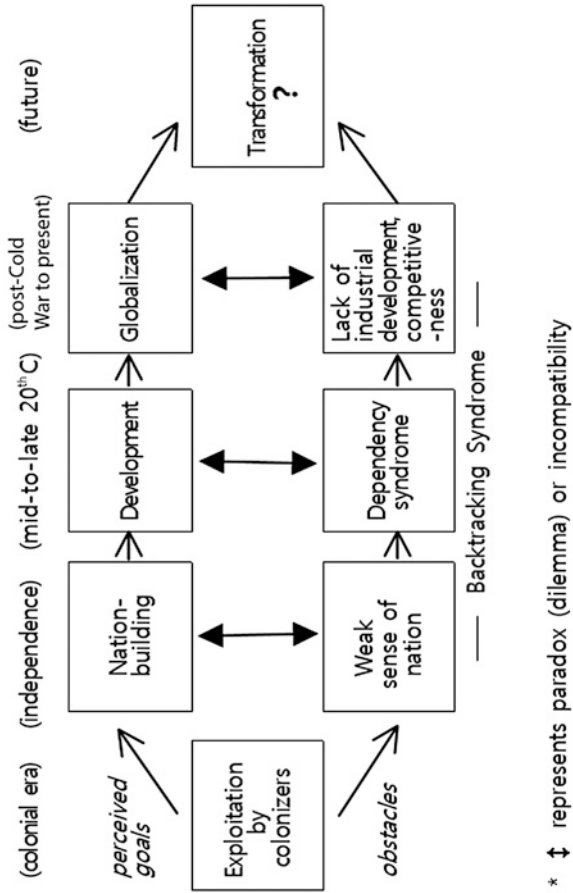 (colonial era)
(independence)
(mid-to-late 20th C)
(post-Cold
War to present)
(future)
perceived
goals
Nation-
building
Development
Globalization
Exploitation
by
colonizers
Transformation
?
obstacles
Weak
sense of
nation
Dependency
syndrome
Lack of
industrial
development,
competitive
-ness
Backtracking Syndrome
* ↕ represents paradox (dilemma) or incompatibility